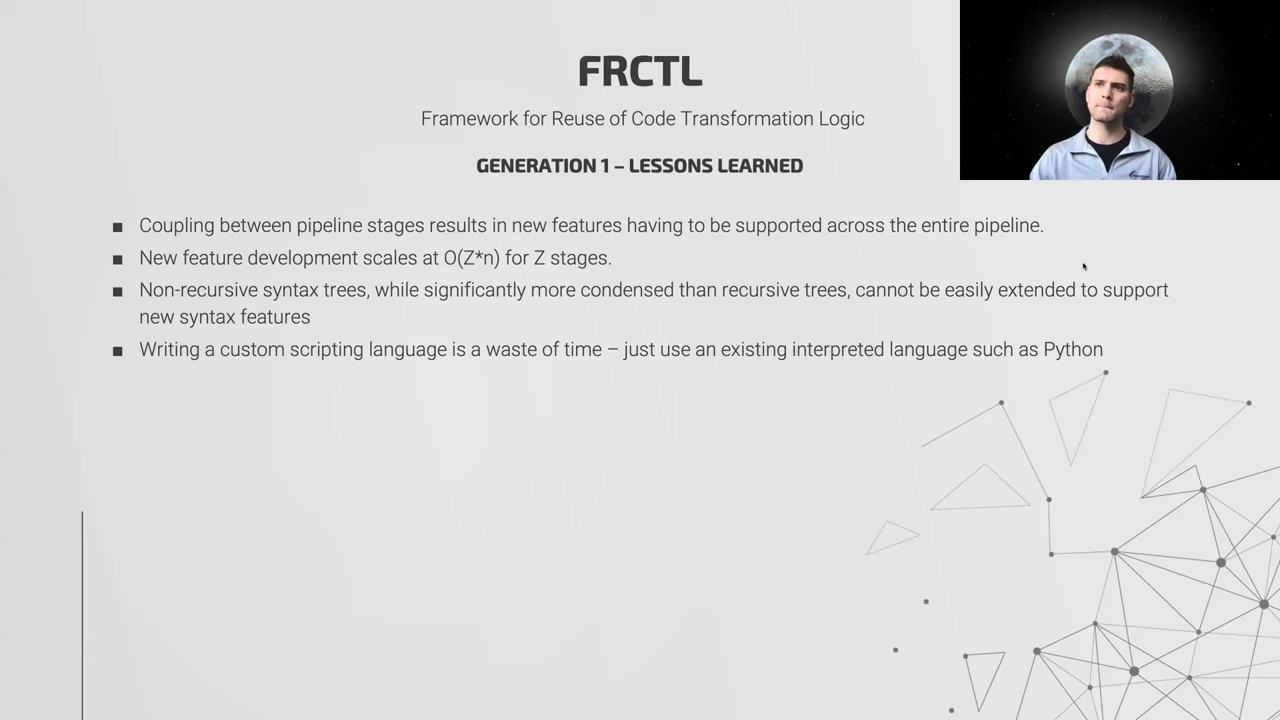 FRCTL
Framework for Reuse of Code Transformation Logic
GENERATION 1 – LESSONS LEARNED
■ Coupling between pipeline stages results in new features having to be supported across the entire pipeline.
■ New feature development scales at O(Z*n) for Z stages.
■ Non-recursive syntax trees, while significantly more condensed than recursive trees, cannot be easily extended to support
new syntax features
■ Writing a custom scripting language is a waste of time – just use an existing interpreted language such as Python